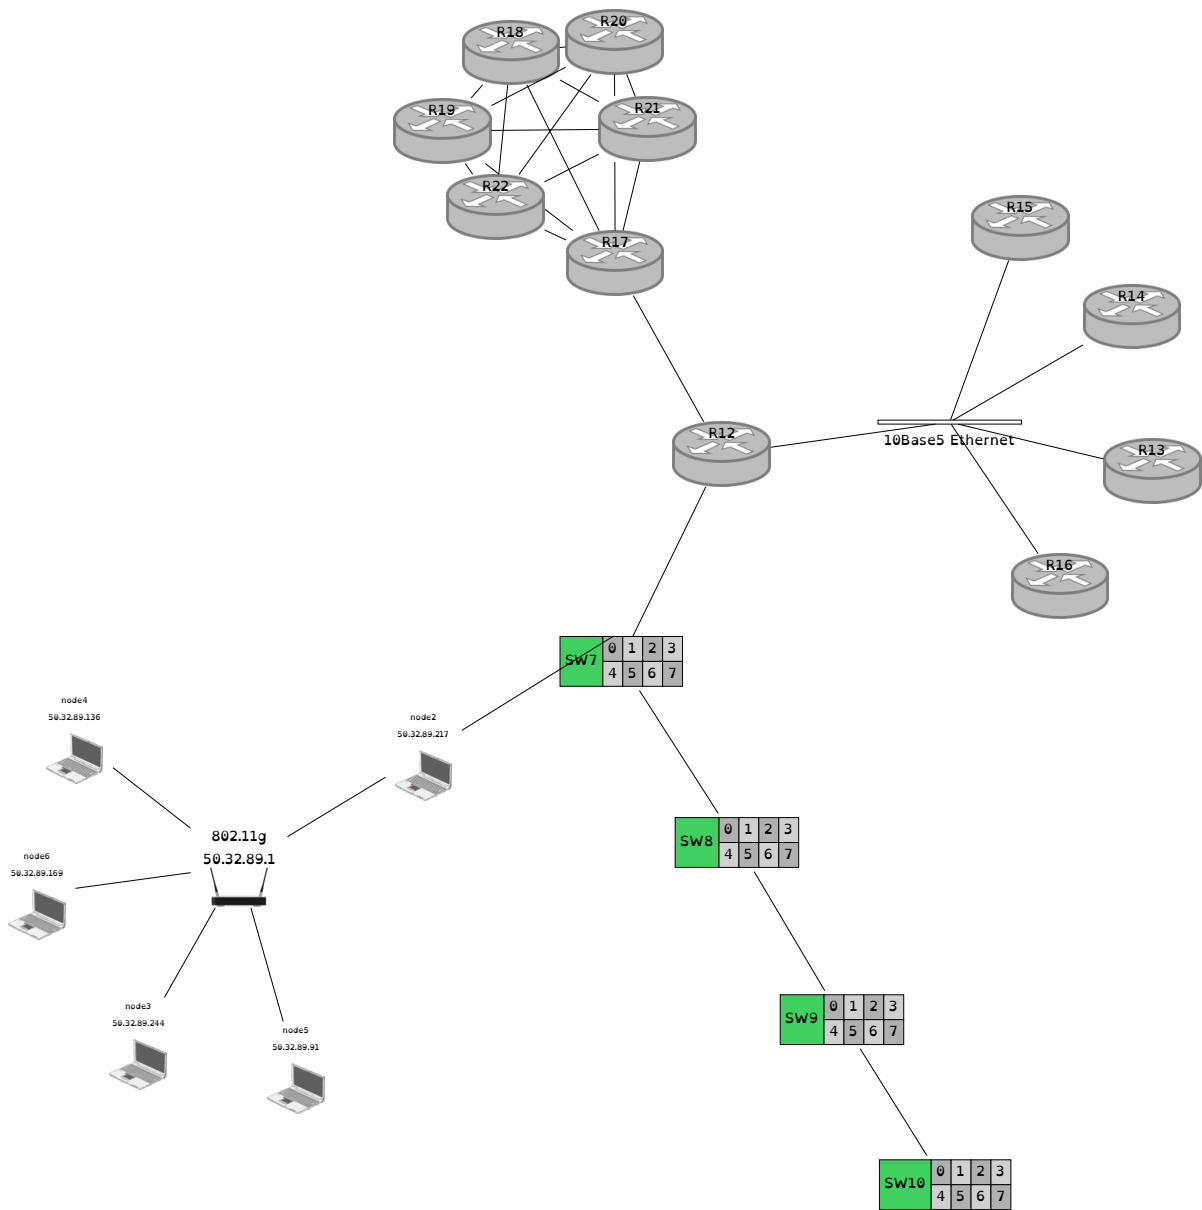 R18
R20
R19
R21
R22
R17
R15
R14
R12
10Base5 Ethernet
R13
R16
SW7 0 1 2 3
4 5 6 7
node4
50.32.89.136
node2
50.32.89.217
802.11g
50.32.89.1
SW8 0 1 2 3
4 5 6 7
node6
50.32.89.169
node3
50.32.89.244
node5
50.32.89.91
SW9 0 1 2 3
4 5 6 7
SW10 0 1 2 3
4 5 6 7